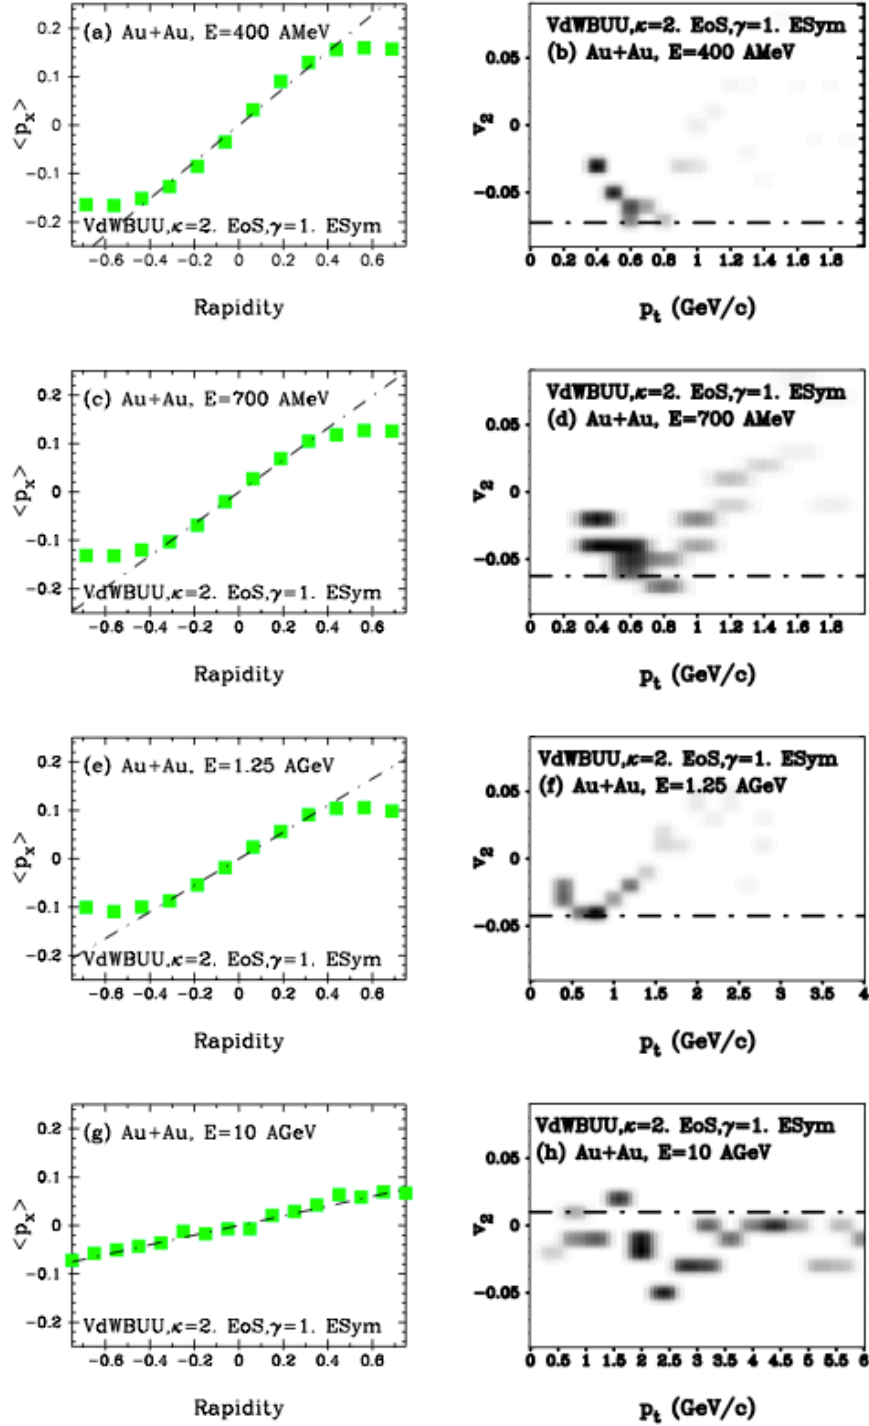 (a) Au+Au, E=400 AMeV
0.2
0.1
0
−0.1
−0.2
<pₓ>
VdWBUU,κ=2. EoS,γ=1. ESym
−0.6 −0.4 −0.2 0 0.2 0.4 0.6
Rapidity
VdWBUU,κ=2. EoS,γ=1. ESym
(b) Au+Au, E=400 AMeV
0.05
0
−0.05
v₂
0 0.2 0.4 0.6 0.8 1 1.2 1.4 1.6 1.8
pₜ (GeV/c)
(c) Au+Au, E=700 AMeV
0.2
0.1
0
−0.1
−0.2
<pₓ>
VdWBUU,κ=2. EoS,γ=1. ESym
−0.6 −0.4 −0.2 0 0.2 0.4 0.6
Rapidity
VdWBUU,κ=2. EoS,γ=1. ESym
(d) Au+Au, E=700 AMeV
0.05
0
−0.05
v₂
0 0.2 0.4 0.6 0.8 1 1.2 1.4 1.6 1.8
pₜ (GeV/c)
(e) Au+Au, E=1.25 AGeV
0.2
0.1
0
−0.1
−0.2
<pₓ>
VdWBUU,κ=2. EoS,γ=1. ESym
−0.6 −0.4 −0.2 0 0.2 0.4 0.6
Rapidity
VdWBUU,κ=2. EoS,γ=1. ESym
(f) Au+Au, E=1.25 AGeV
0.05
0
−0.05
v₂
0 0.5 1 1.5 2 2.5 3 3.5 4
pₜ (GeV/c)
(g) Au+Au, E=10 AGeV
0.2
0.1
0
−0.1
−0.2
<pₓ>
VdWBUU,κ=2. EoS,γ=1. ESym
−0.6 −0.4 −0.2 0 0.2 0.4 0.6
Rapidity
VdWBUU,κ=2. EoS,γ=1. ESym
(h) Au+Au, E=10 AGeV
0.05
0
−0.05
v₂
0 0.5 1 1.5 2 2.5 3 3.5 4 4.5 5 5.5 6
pₜ (GeV/c)